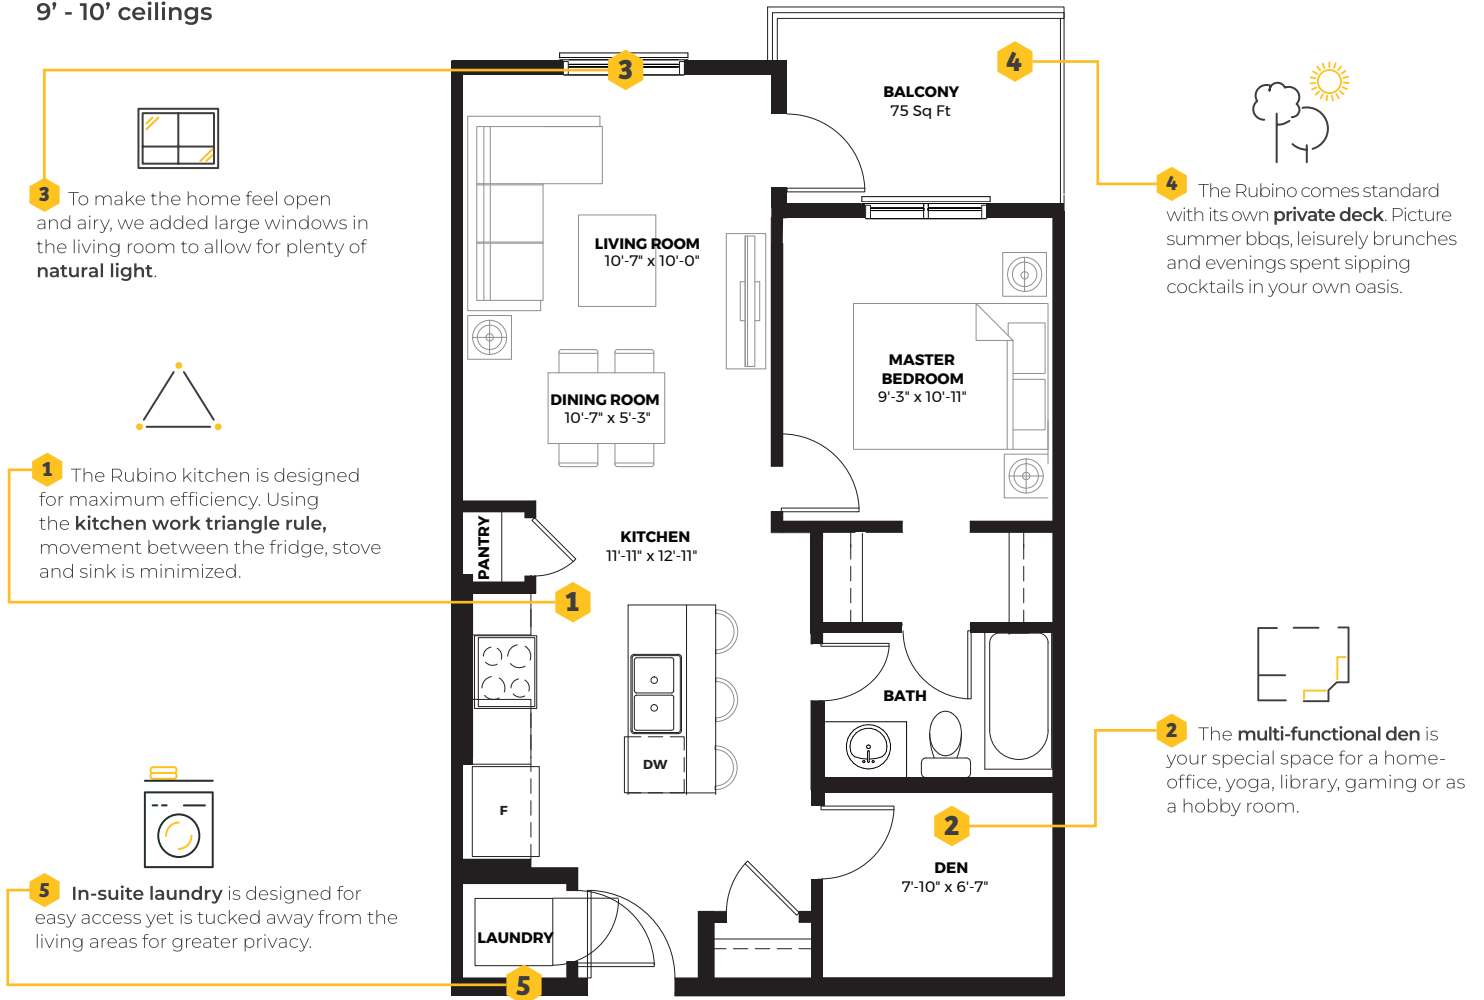 9’ - 10’ ceilings
3
To make the home feel open
and airy, we added large windows in
the living room to allow for plenty of
natural light.
1
The Rubino kitchen is designed
for maximum efficiency. Using
the kitchen work triangle rule,
movement between the fridge, stove
and sink is minimized.
5
In-suite laundry is designed for
easy access yet is tucked away from the
living areas for greater privacy.
3
4
BALCONY
75 Sq Ft
LIVING ROOM
10'-7" x 10'-0"
MASTER
BEDROOM
9'-3" x 10'-11"
DINING ROOM
10'-7" x 5'-3"
PANTRY
KITCHEN
11'-11" x 12'-11"
1
BATH
DW
F
2
DEN
7'-10" x 6'-7"
LAUNDRY
5
4
The Rubino comes standard
with its own private deck. Picture
summer bbqs, leisurely brunches
and evenings spent sipping
cocktails in your own oasis.
2
The multi-functional den is
your special space for a home-
office, yoga, library, gaming or as
a hobby room.